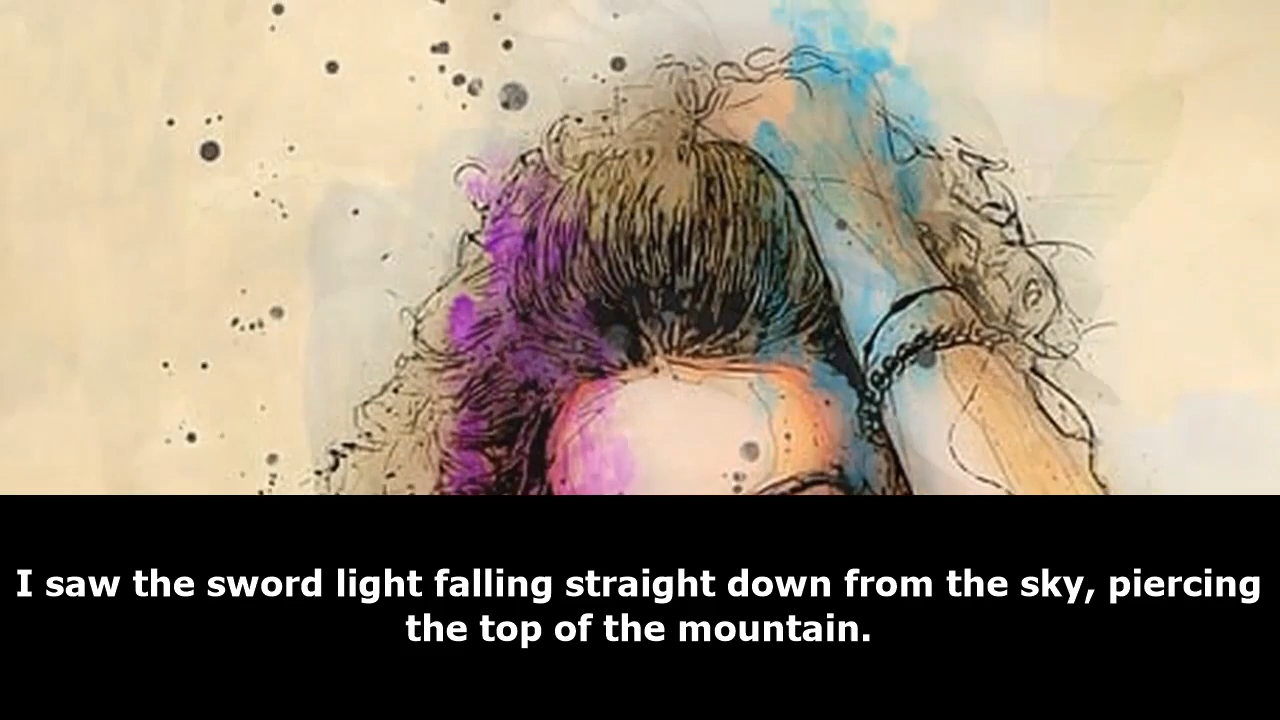 I saw the sword light falling straight down from the sky, piercing
the top of the mountain.